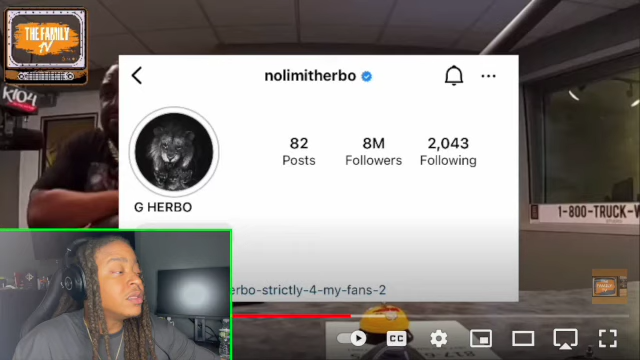 THE FAMILY
TV
K104
nolimitherbo
82
8M
2,043
Posts
Followers
Following
G HERBO
1-800-TRUCK-W
erbo-strictly-4-my-fans-2
CC